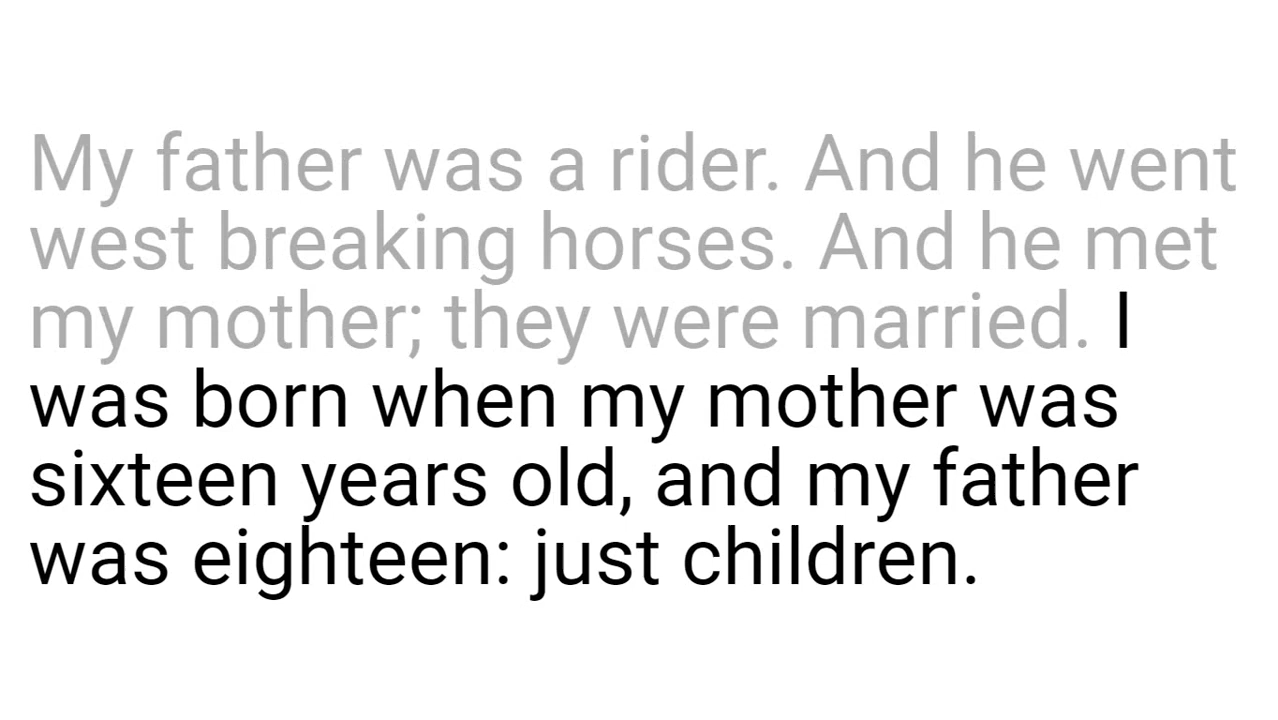 My father was a rider. And he went
west breaking horses. And he met
my mother; they were married. I
was born when my mother was
sixteen years old, and my father
was eighteen: just children.